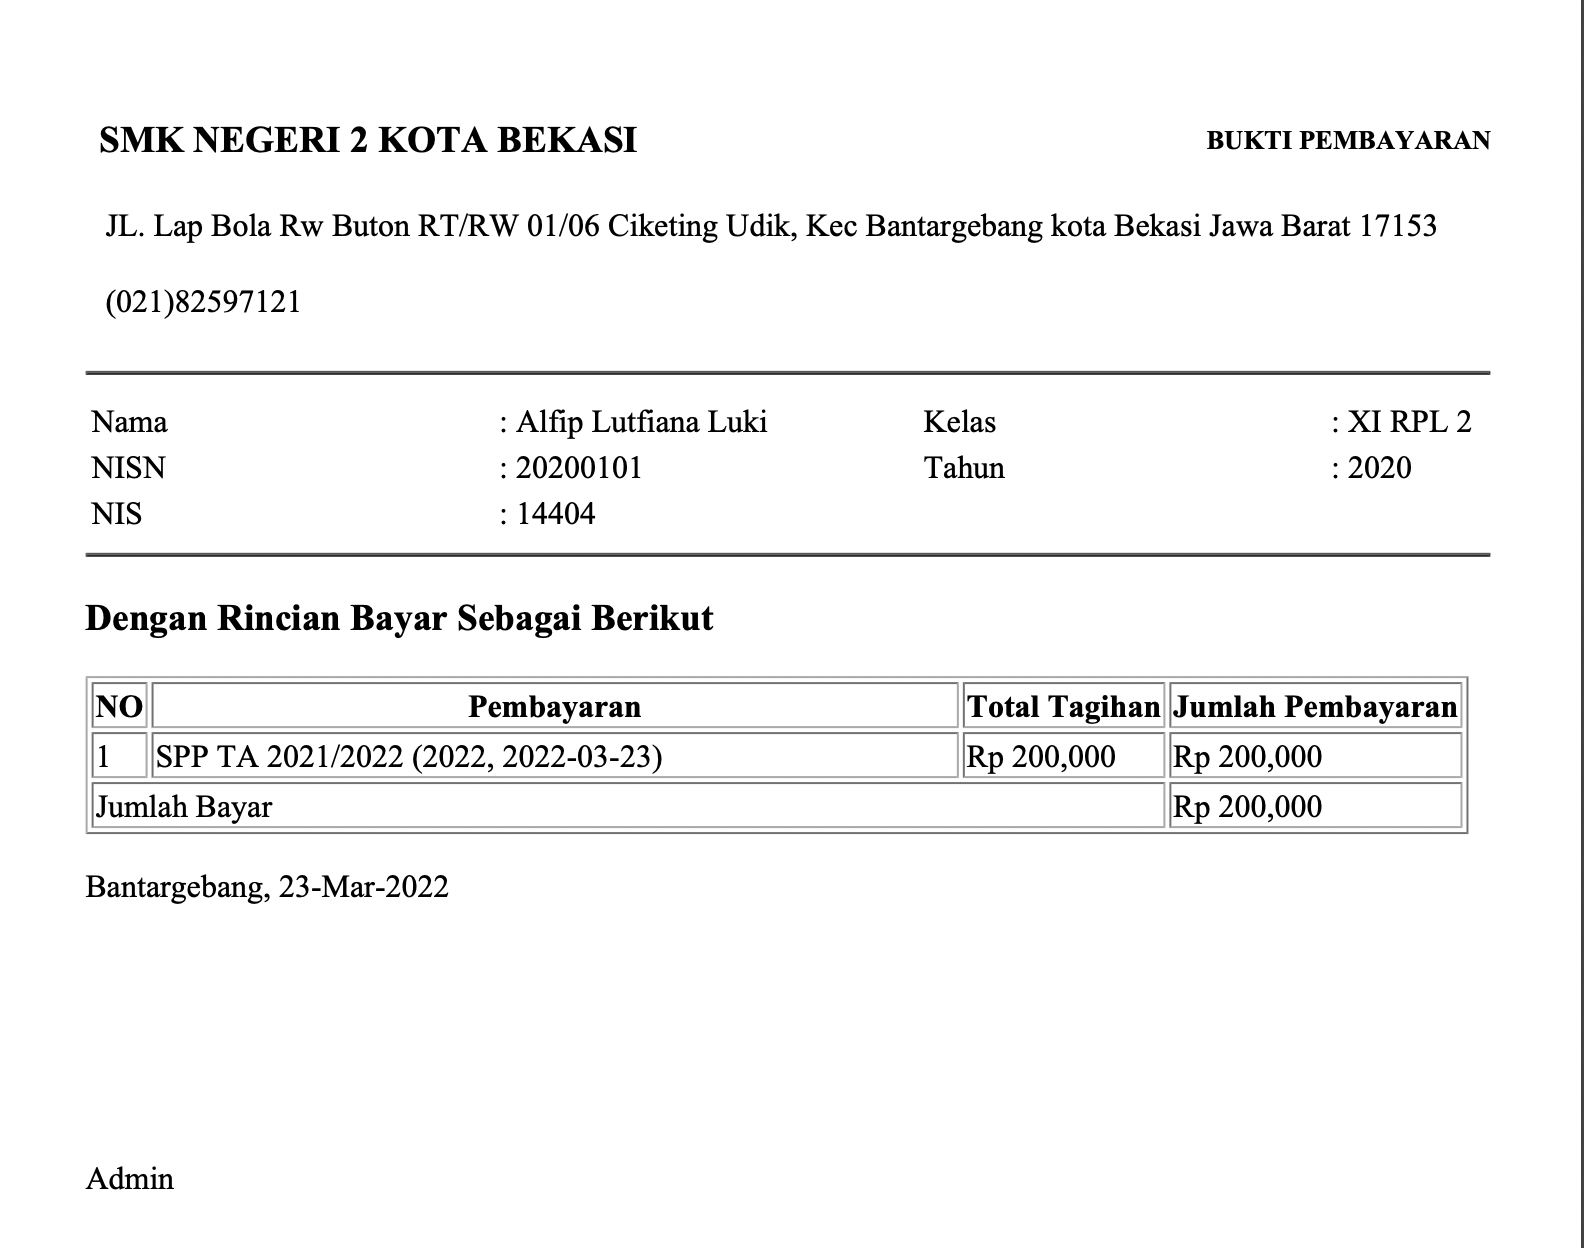 SMK NEGERI 2 KOTA BEKASI BUKTI PEMBAYARAN
JL. Lap Bola Rw Buton RT/RW 01/06 Ciketing Udik, Kec Bantargebang kota Bekasi Jawa Barat 17153
(021)82597121
Nama : Alfip Lutfiana Luki Kelas : XI RPL 2
NISN : 20200101 Tahun : 2020
NIS : 14404
Dengan Rincian Bayar Sebagai Berikut
NO Pembayaran Total Tagihan Jumlah Pembayaran
1 SPP TA 2021/2022 (2022, 2022-03-23) Rp 200,000 Rp 200,000
Jumlah Bayar Rp 200,000
Bantargebang, 23-Mar-2022
Admin